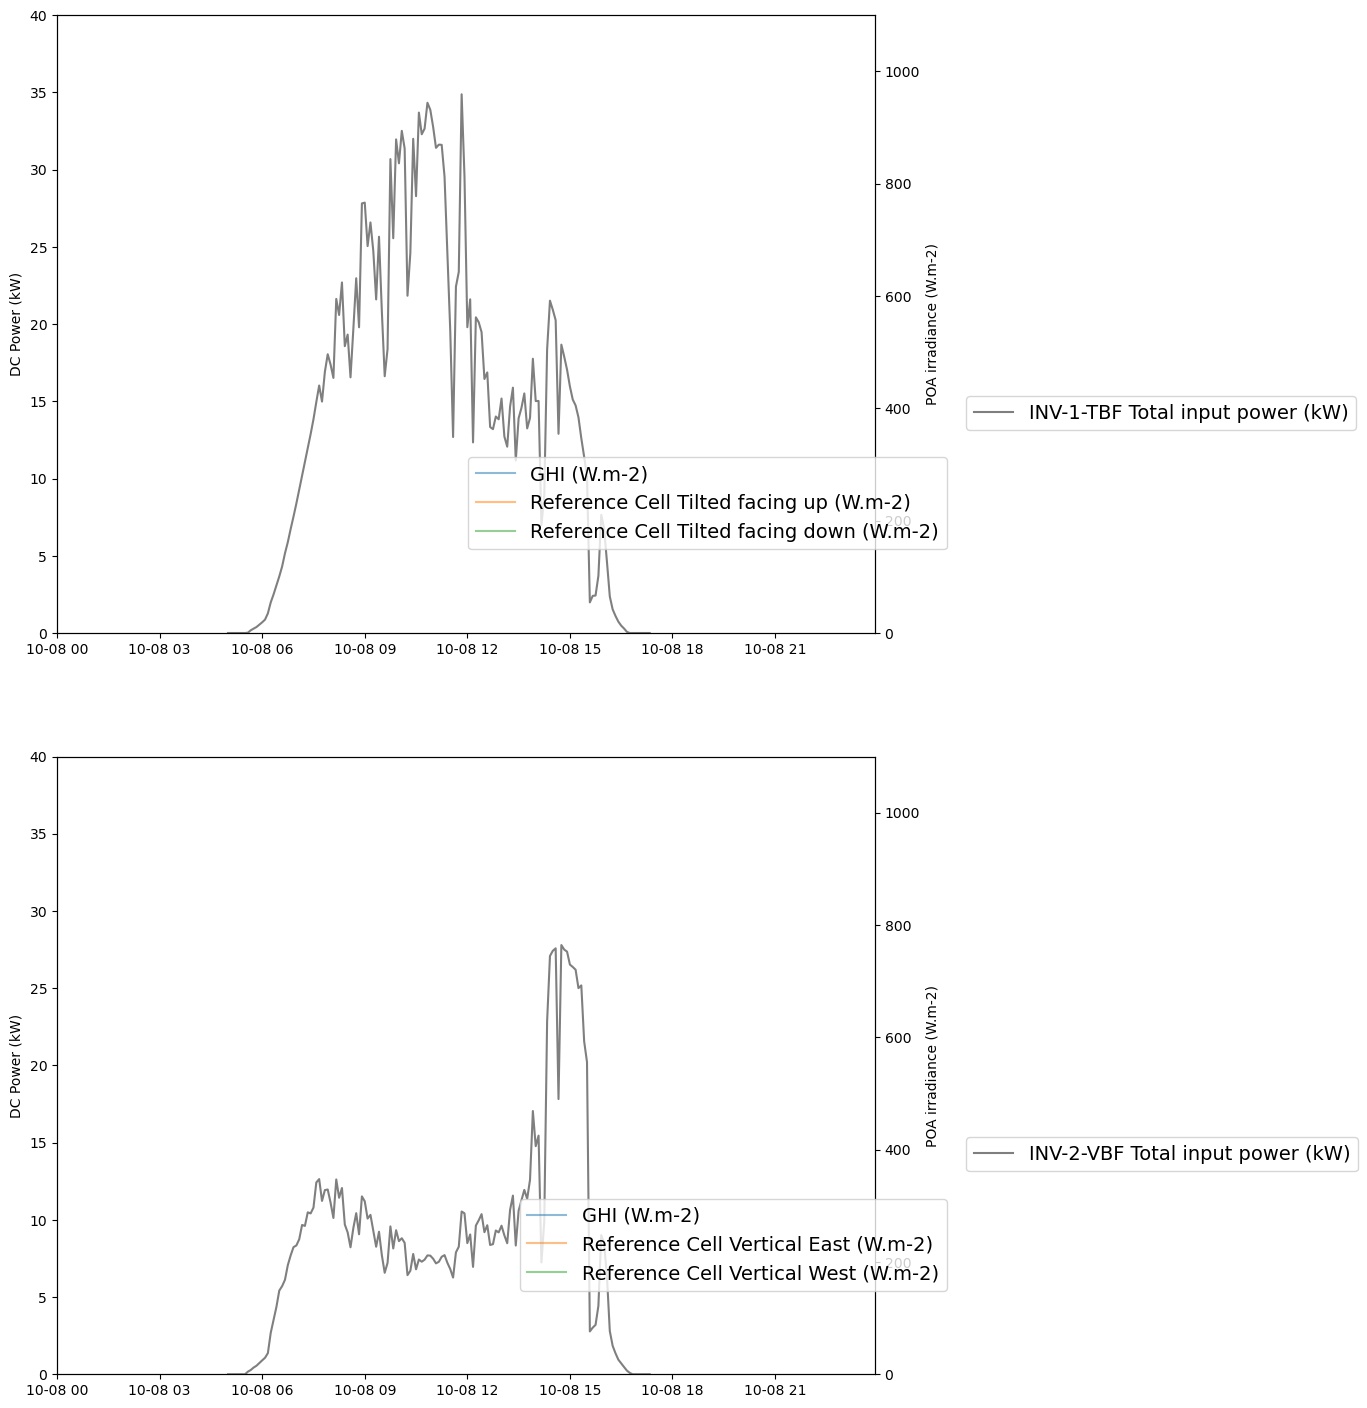 40
35
30
25
20
15
10
5
0
DC Power (kW)
1000
800
600
400
200
0
POA irradiance (W.m-2)
10-08 00 10-08 03 10-08 06 10-08 09 10-08 12 10-08 15 10-08 18 10-08 21
INV-1-TBF Total input power (kW)
GHI (W.m-2)
Reference Cell Tilted facing up (W.m-2)
Reference Cell Tilted facing down (W.m-2)
40
35
30
25
20
15
10
5
0
DC Power (kW)
1000
800
600
400
200
0
POA irradiance (W.m-2)
10-08 00 10-08 03 10-08 06 10-08 09 10-08 12 10-08 15 10-08 18 10-08 21
INV-2-VBF Total input power (kW)
GHI (W.m-2)
Reference Cell Vertical East (W.m-2)
Reference Cell Vertical West (W.m-2)